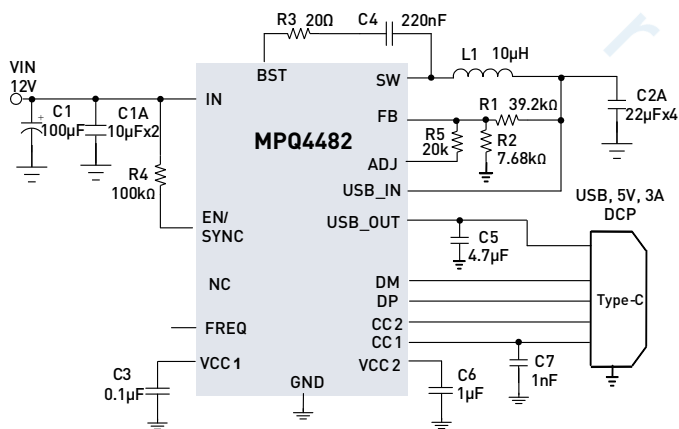 R3 20Ω
C4 220nF
VIN
12V
BST
L1 10µH
SW
IN
C1
100µF
+
C1A
10µFx2
FB
R1 39.2kΩ
C2A
22µFx4
MPQ4482
R5
20k
R2
7.68kΩ
R4
100kΩ
ADJ
USB_IN
USB, 5V, 3A
DCP
EN/
SYNC
USB_OUT
C5
4.7µF
NC
DM
DP
Type-C
FREQ
CC2
CC1
VCC1
VCC2
C7
1nF
C3
0.1µF
GND
C6
1µF
r